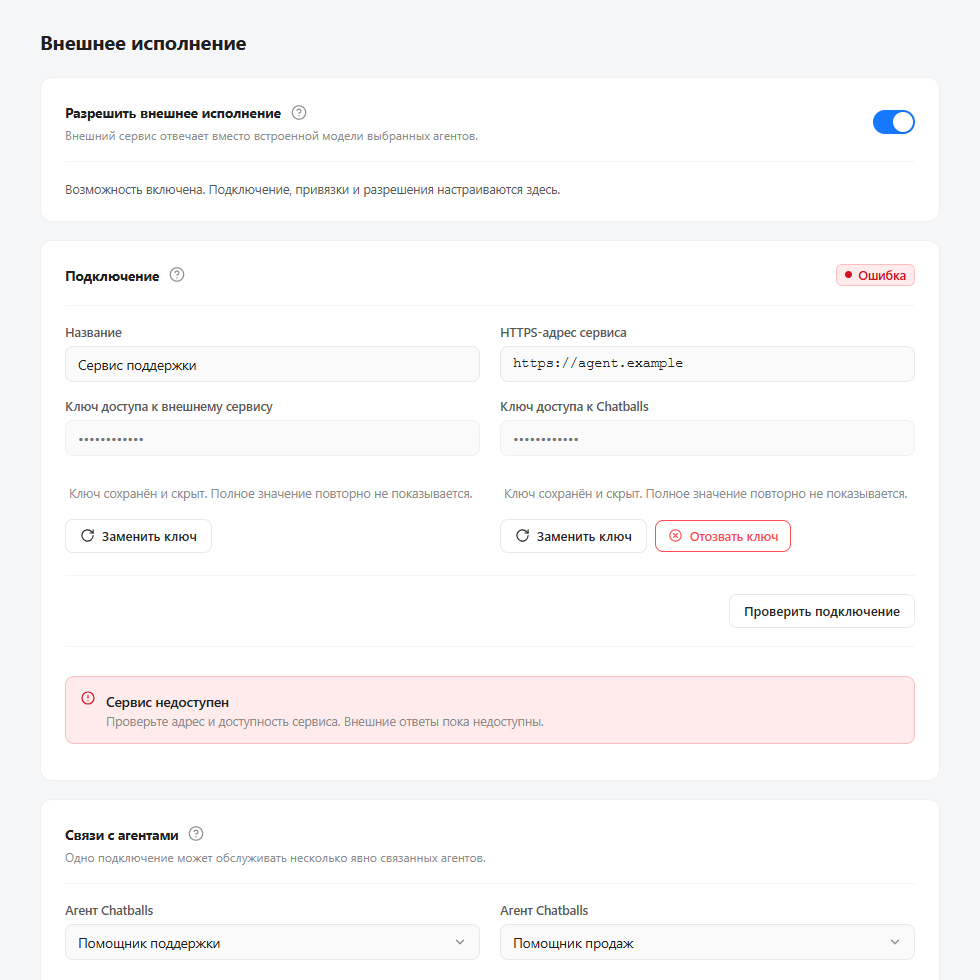 Внешнее исполнение
Разрешить внешнее исполнение
Внешний сервис отвечает вместо встроенной модели выбранных агентов.
Возможность включена. Подключение, привязки и разрешения настраиваются здесь.
Подключение
Ошибка
Название
HTTPS-адрес сервиса
Сервис поддержки
https://agent.example
Ключ доступа к внешнему сервису
Ключ доступа к Chatballs
••••••••••••
••••••••••••
Ключ сохранён и скрыт. Полное значение повторно не показывается.
Ключ сохранён и скрыт. Полное значение повторно не показывается.
Заменить ключ
Заменить ключ
Отозвать ключ
Проверить подключение
Сервис недоступен
Проверьте адрес и доступность сервиса. Внешние ответы пока недоступны.
Связи с агентами
Одно подключение может обслуживать несколько явно связанных агентов.
Агент Chatballs
Агент Chatballs
Помощник поддержки
Помощник продаж